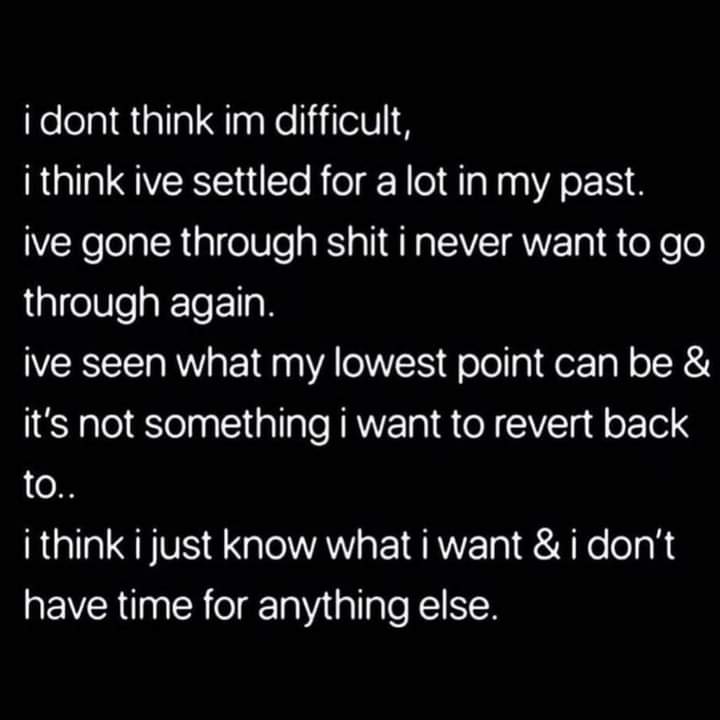 i dont think im difficult,
i think ive settled for a lot in my past.
ive gone through shit i never want to go
through again.
ive seen what my lowest point can be &
it's not something i want to revert back
to..
i think i just know what i want & i don’t
have time for anything else.